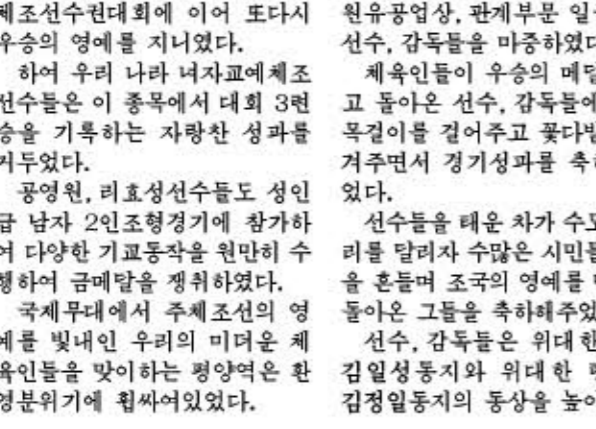 체조선수권대회에 이어 또다시
우승의 영예를 지니였다.
하여 우리 나라 녀자교예체조
선수들은 이 종목에서 대회 3련
승을 기록하는 자랑찬 성과를
거두었다.
공영원, 리효성선수들도 성인
급 남자 2인조형경기에 참가하
여 다양한 기교동작을 원만히 수
행하여 금메달을 쟁취하였다.
국제무대에서 주체조선의 영
예를 빛내인 우리의 미더운 체
육인들을 맞이하는 평양역은 환
영분위기에 휩싸여있었다.
원유공업상, 관계부문 일
선수, 감독들을 마중하였다
체육인들이 우승의 메달
고 돌아온 선수, 감독들에
목걸이를 걸어주고 꽃다발
겨주면서 경기성과를 축하
었다.
선수들을 태운 차가 수도
리를 달리자 수많은 시민들
을 흔들며 조국의 영예를
돌아온 그들을 축하해주었
선수, 감독들은 위대한
김일성동지와 위대한
김정일동지의 동상을 높이